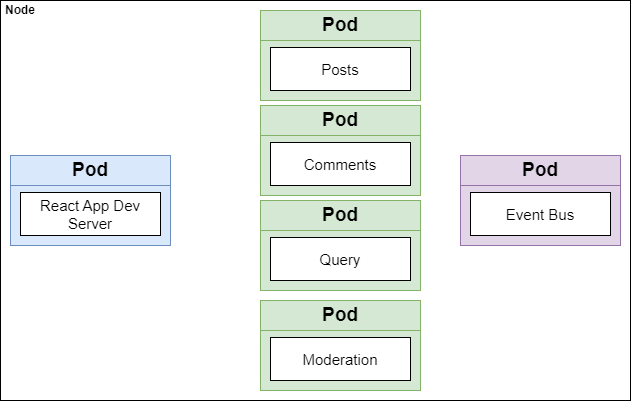 Node
Pod
Posts
Pod
Comments
Pod
React App Dev
Server
Pod
Event Bus
Pod
Query
Pod
Moderation